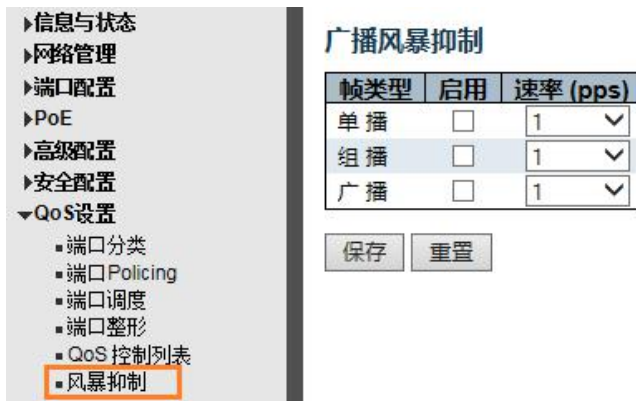 信息与状态
网络管理
端口配置
PoE
高级配置
安全配置
QoS设置
端口分类
端口Policing
端口调度
端口整形
QoS控制列表
风暴抑制
广播风暴抑制
帧类型 启用 速率 (pps)
单播 1
组播 1
广播 1
保存 重置